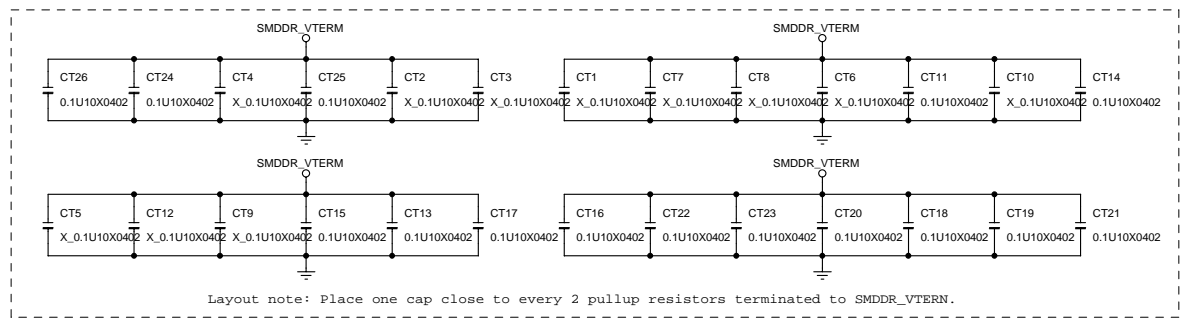 SMDDR_VTERM SMDDR_VTERM
CT26 CT24 CT4 CT25 CT2 CT3 CT1 CT7 CT8 CT6 CT11 CT10 CT14
0.1U10X0402 0.1U10X0402 X_0.1U10X0402 0.1U10X0402 X_0.1U10X0402 X_0.1U10X0402 X_0.1U10X0402 X_0.1U10X0402 X_0.1U10X0402 X_0.1U10X0402 0.1U10X0402 X_0.1U10X0402 0.1U10X0402
SMDDR_VTERM SMDDR_VTERM
CT5 CT12 CT9 CT15 CT13 CT17 CT16 CT22 CT23 CT20 CT18 CT19 CT21
X_0.1U10X0402 X_0.1U10X0402 X_0.1U10X0402 0.1U10X0402 0.1U10X0402 0.1U10X0402 0.1U10X0402 0.1U10X0402 0.1U10X0402 0.1U10X0402 0.1U10X0402 0.1U10X0402 0.1U10X0402
Layout note: Place one cap close to every 2 pullup resistors terminated to SMDDR_VTERN.